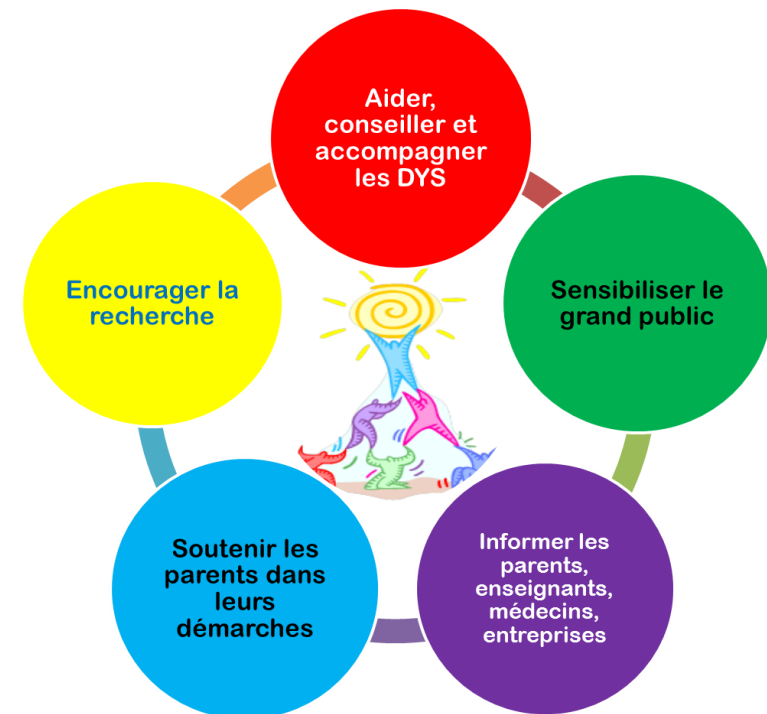 Aider,
conseiller et
accompagner
les DYS
Sensibiliser le
grand public
Informer les
parents,
enseignants,
médecins,
entreprises
Soutenir les
parents dans
leurs
démarches
Encourager la
recherche